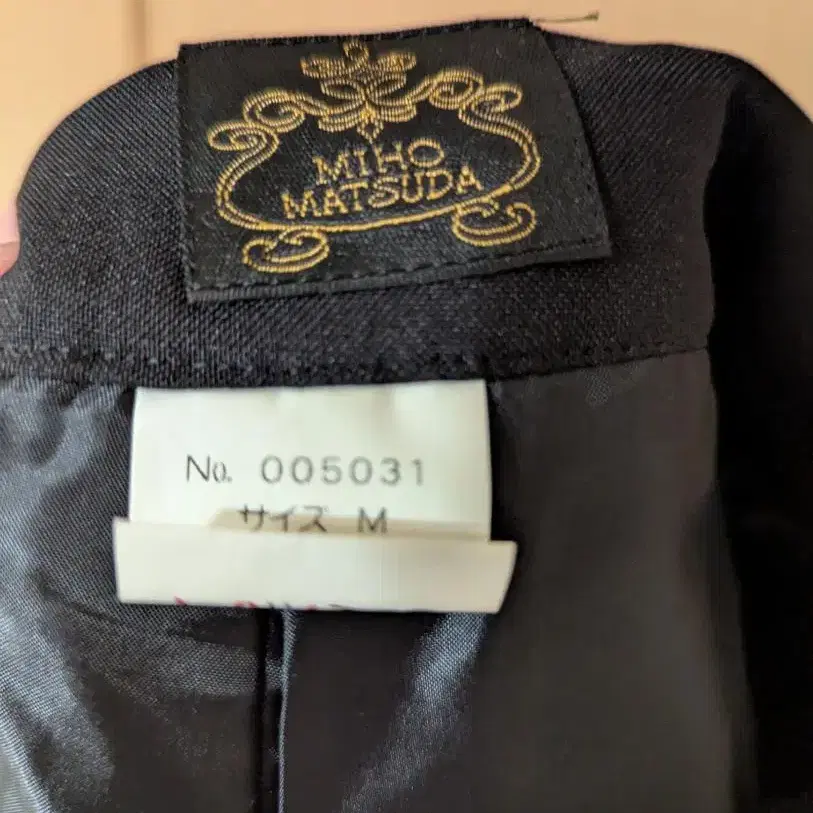 MIHO
MATSUDA
No. 005031
サイズ M